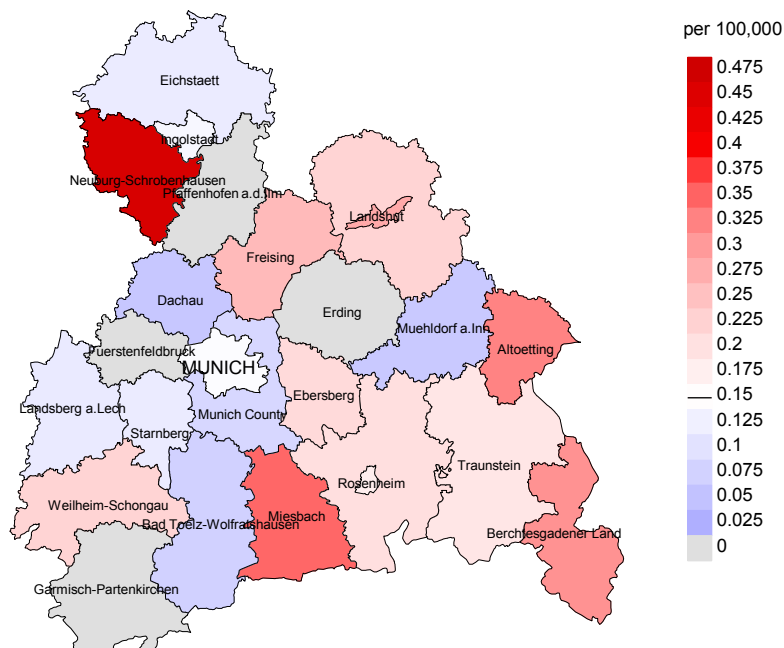 per 100,000
0.475
0.45
0.425
0.4
0.375
0.35
0.325
0.3
0.275
0.25
0.225
0.2
0.175
0.15
0.125
0.1
0.075
0.05
0.025
0
Eichstaett
Ingolstadt
Neuburg-Schrobenhausen
Pfaffenhofen a.d.Ilm
Landshut
Freising
Dachau
Erding
Muehldorf a.Inn
Altoetting
Fuerstenfeldbruck
MUNICH
Ebersberg
Landsberg a.Lech
Munich County
Starnberg
Traunstein
Rosenheim
Weilheim-Schongau
Miesbach
Bad Toelz-Wolfratshausen
Berchtesgadener Land
Garmisch-Partenkirchen